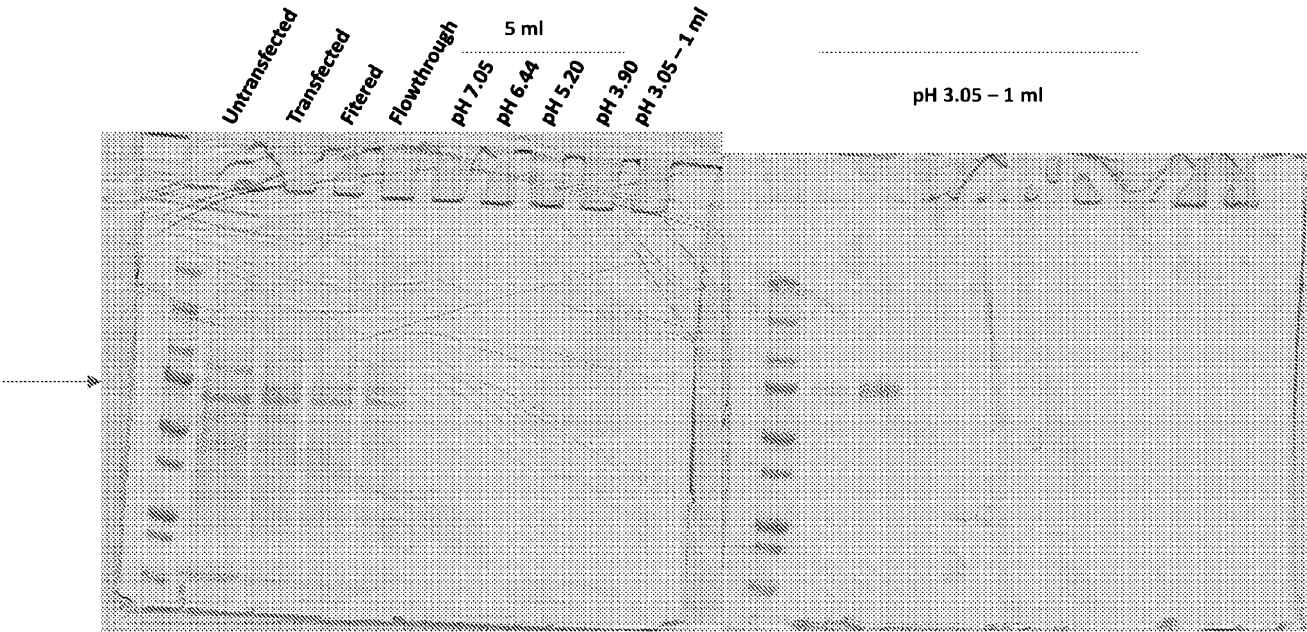 Untransfected
Transfected
Fitered
Flowthrough
5 ml
pH 7.05
pH 6.44
pH 5.20
pH 3.90
pH 3.05 – 1 ml
pH 3.05 – 1 ml